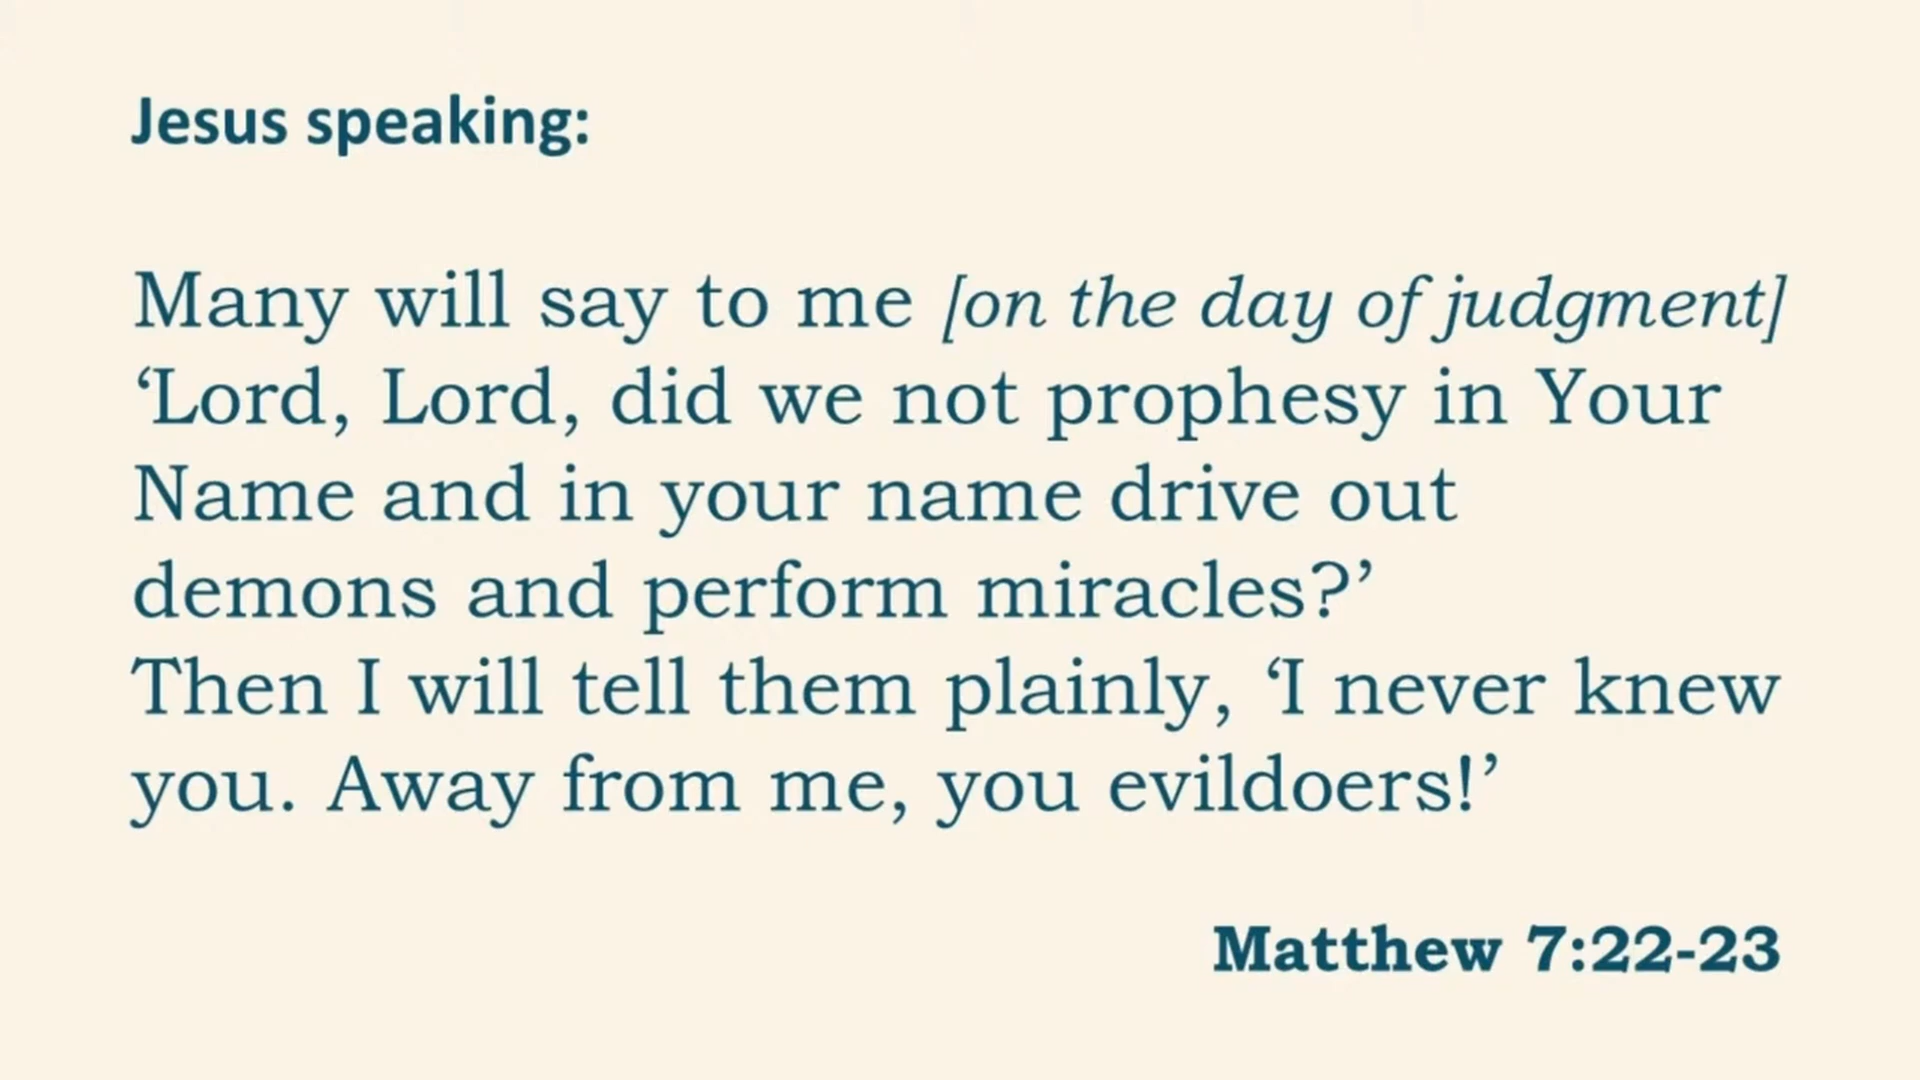 Jesus speaking:
Many will say to me [on the day of judgment]
‘Lord, Lord, did we not prophesy in Your
Name and in your name drive out
demons and perform miracles?’
Then I will tell them plainly, ‘I never knew
you. Away from me, you evildoers!’
Matthew 7:22-23